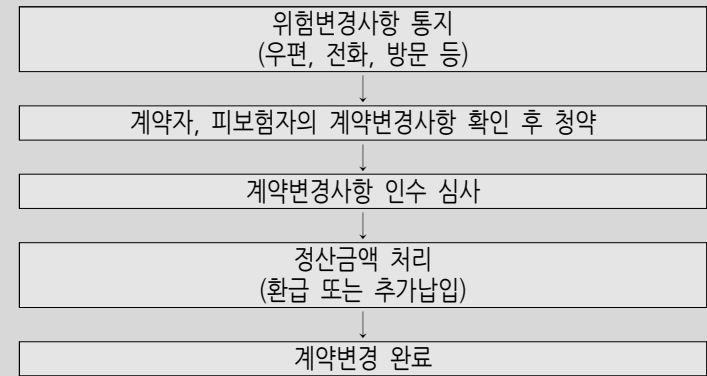 위험변경사항 통지
(우편, 전화, 방문 등)
↓
계약자, 피보험자의 계약변경사항 확인 후 청약
↓
계약변경사항 인수 심사
↓
정산금액 처리
(환급 또는 추가납입)
↓
계약변경 완료